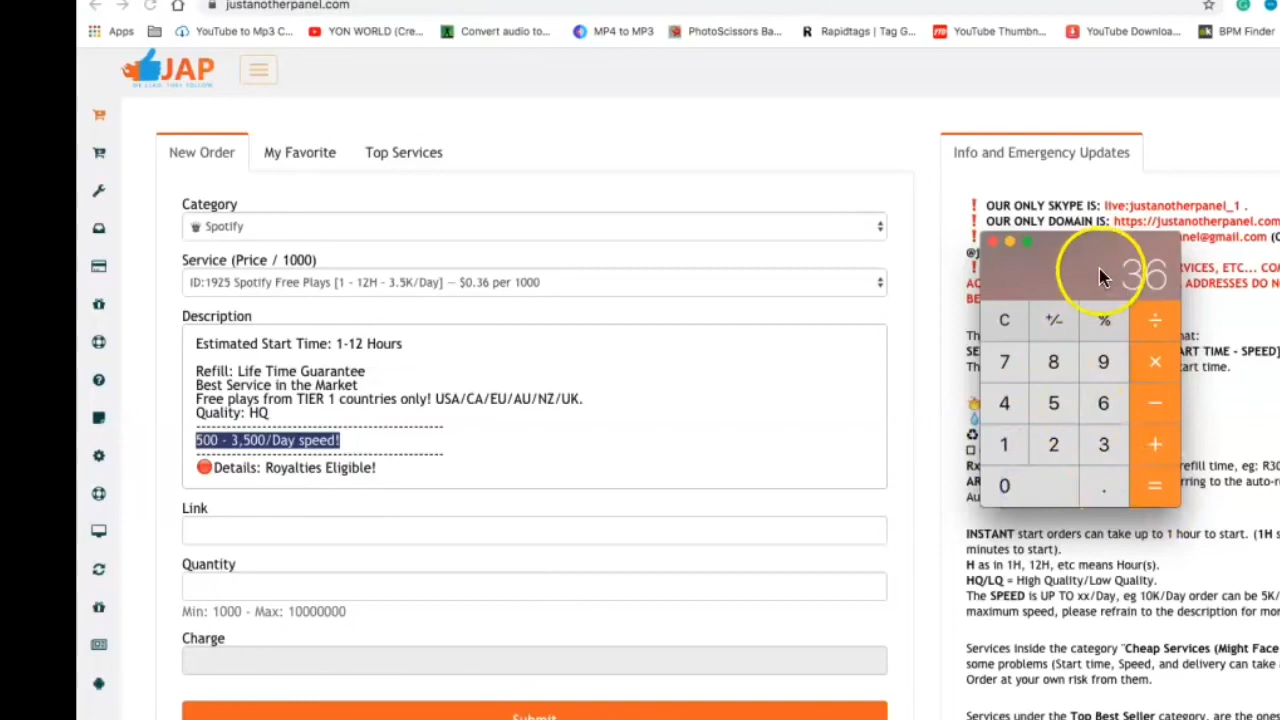 justanotherpanel.com
Apps
YouTube to Mp3 C...
YON WORLD (Cre...
Convert audio to...
MP4 to MP3
PhotoScissors Ba...
Rapidtags | Tag G...
YouTube Thumbn...
YouTube Downloa...
BPM Finder
JAP
WE LEAD, THEY FOLLOW
New Order
My Favorite
Top Services
Category
Spotify
Service (Price / 1000)
ID:1925 Spotify Free Plays [1 - 12H - 3.5K/Day] — $0.36 per 1000
Description
Estimated Start Time: 1-12 Hours
Refill: Life Time Guarantee
Best Service in the Market
Free plays from TIER 1 countries only! USA/CA/EU/AU/NZ/UK.
Quality: HQ
---------------------------------------------
500 - 3,500/Day speed!
---------------------------------------------
Details: Royalties Eligible!
Link
Quantity
Min: 1000 - Max: 10000000
Charge
Submit
Info and Emergency Updates
❗ OUR ONLY SKYPE IS: live:justanotherpanel_1 .
❗ OUR ONLY DOMAIN IS: https://justanotherpanel.com
nel@gmail.com (
36
C +/- % ÷
7 8 9 ×
4 5 6 −
1 2 3 +
0 . =
INSTANT start orders can take up to 1 hour to start. (1H
minutes to start).
H as in 1H, 12H, etc means Hour(s).
HQ/LQ = High Quality/Low Quality.
The SPEED is UP TO xx/Day, eg 10K/Day order can be 5K/
maximum speed, please refrain to the description for mor
Services inside the category "Cheap Services (Might Face
some problems (Start time, Speed, and delivery can take
Order at your own risk from them.
Services under the Top Best Seller category, are the ones